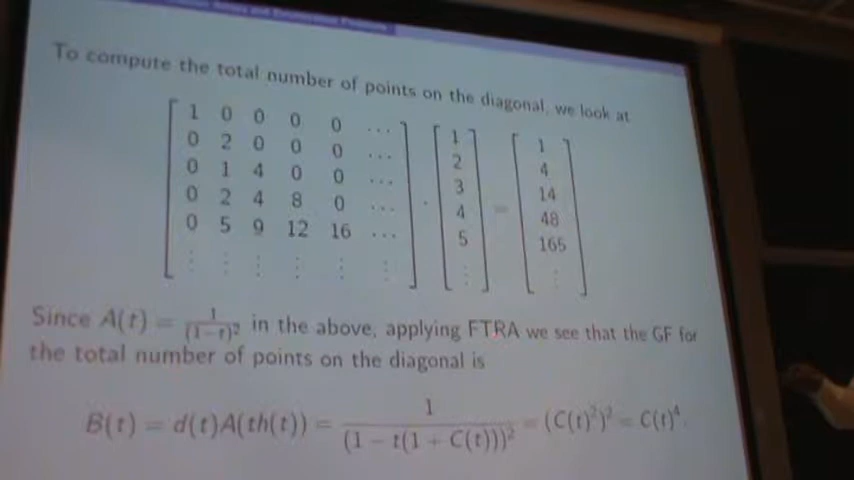 To compute the total number of points on the diagonal, we look at
1 0 0 0 0 ... 1 1
0 2 0 0 0 ... 2 4
0 1 4 0 0 ... · 3 = 14
0 2 4 8 0 ... 4 48
0 5 9 12 16 ... 5 165
⋮ ⋮ ⋮ ⋮ ⋮ ⋮ ⋮ ⋮
Since A(t) = 1/(1−t)² in the above, applying FTRA we see that the GF for
the total number of points on the diagonal is
B(t) = d(t)A(th(t)) = 1/(1 − t(1 + C(t)))² = (C(t)²)² = C(t)⁴.